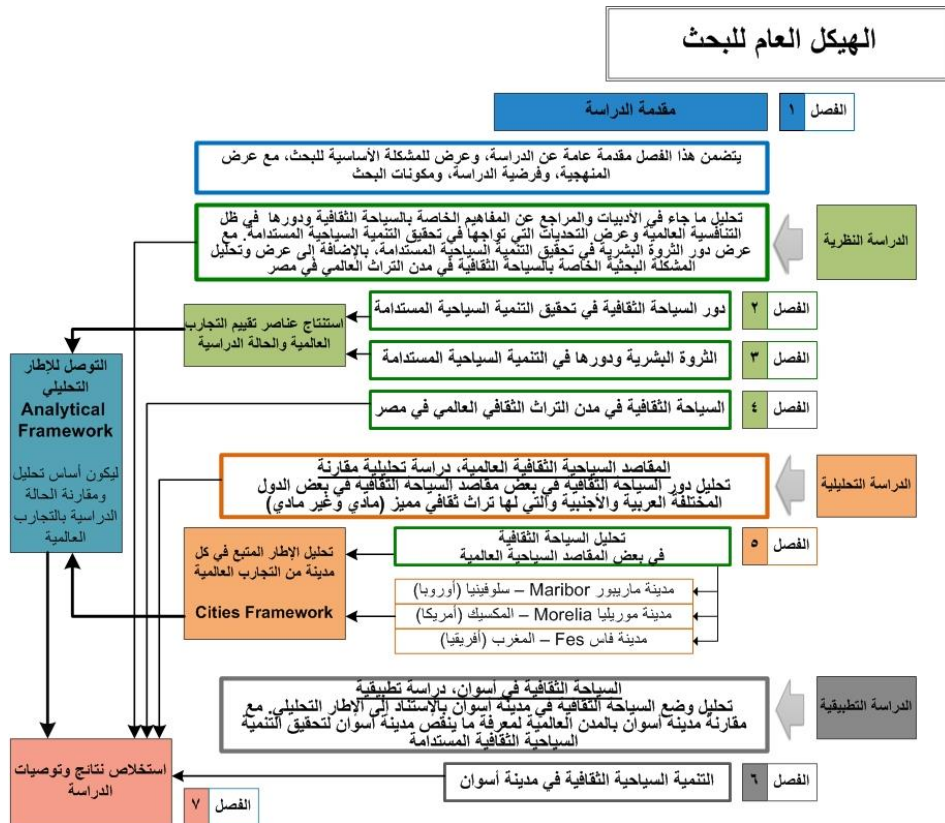 الهيكل العام للبحث
الفصل ١
مقدمة الدراسة
يتضمن هذا الفصل مقدمة عامة عن الدراسة، وعرض للمشكلة الأساسية للبحث، مع عرض
المنهجية، وفرضية الدراسة، ومكونات البحث
الدراسة النظرية
تحليل ما جاء في الأدبيات والمراجع عن المفاهيم الخاصة بالسياحة الثقافية ودورها في ظل
التنافسية العالمية وعرض التحديات التي تواجهها في تحقيق التنمية السياحية المستدامة. مع
عرض دور الثروة البشرية في تحقيق التنمية السياحية المستدامة، بالإضافة إلى عرض وتحليل
المشكلة البحثية الخاصة بالسياحة الثقافية في مدن التراث العالمي في مصر
الفصل ٢
دور السياحة الثقافية في تحقيق التنمية السياحية المستدامة
الفصل ٣
الثروة البشرية ودورها في التنمية السياحية المستدامة
استنتاج عناصر تقييم التجارب
العالمية والحالة الدراسية
الفصل ٤
السياحة الثقافية في مدن التراث الثقافي العالمي في مصر
التوصل للإطار
التحليلي
Analytical
Framework
ليكون أساس تحليل
ومقارنة الحالة
الدراسية بالتجارب
العالمية
الدراسة التحليلية
المقاصد السياحية الثقافية العالمية، دراسة تحليلية مقارنة
تحليل دور السياحة الثقافية في بعض مقاصد السياحة الثقافية في بعض الدول
المختلفة العربية والأجنبية والتي لها تراث ثقافي مميز (مادي وغير مادي)
الفصل ٥
تحليل السياحة الثقافية
في بعض المقاصد السياحية العالمية
مدينة ماريبور Maribor – سلوفينيا (أوروبا)
مدينة موريليا Morelia – المكسيك (أمريكا)
مدينة فاس Fes – المغرب (أفريقيا)
تحليل الإطار المتبع في كل
مدينة من التجارب العالمية
Cities Framework
الدراسة التطبيقية
السياحة الثقافية في أسوان، دراسة تطبيقية
تحليل وضع السياحة الثقافية في مدينة أسوان بالإستناد إلى الإطار التحليلي. مع
مقارنة مدينة أسوان بالمدن العالمية لمعرفة ما ينقص مدينة أسوان لتحقيق التنمية
السياحية الثقافية المستدامة
الفصل ٦
التنمية السياحية الثقافية في مدينة أسوان
استخلاص نتائج وتوصيات
الدراسة
الفصل ٧